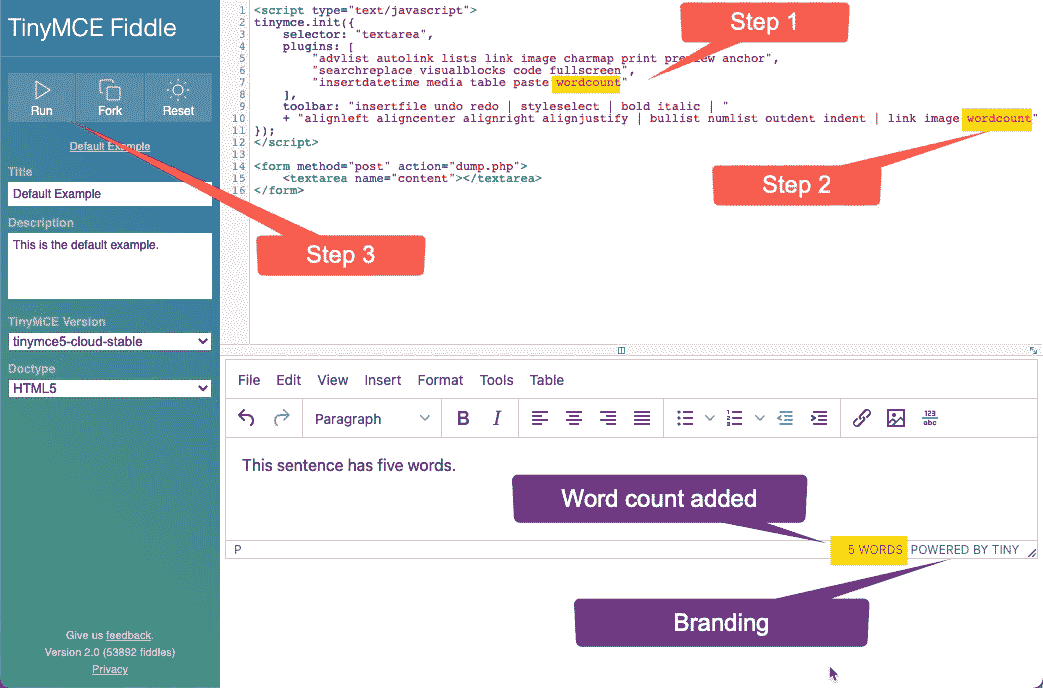 TinyMCE Fiddle
Run
Fork
Reset
Default Example
Title
Default Example
Description
This is the default example.
TinyMCE Version
tinymce5-cloud-stable
Doctype
HTML5
Give us feedback.
Version 2.0 (53892 fiddles)
Privacy
1 <script type="text/javascript">
2 tinymce.init({
3 selector: "textarea",
4 plugins: [
5 "advlist autolink lists link image charmap print preview anchor",
6 "searchreplace visualblocks code fullscreen",
7 "insertdatetime media table paste wordcount"
8 ],
9 toolbar: "insertfile undo redo | styleselect | bold italic | "
10 + "alignleft aligncenter alignright alignjustify | bullist numlist outdent indent | link image wordcount"
11 });
12 </script>
13
14 <form method="post" action="dump.php">
15 <textarea name="content"></textarea>
16 </form>
Step 1
Step 2
Step 3
File Edit View Insert Format Tools Table
Paragraph B I 123 abc
This sentence has five words.
Word count added
P 5 WORDS POWERED BY TINY
Branding